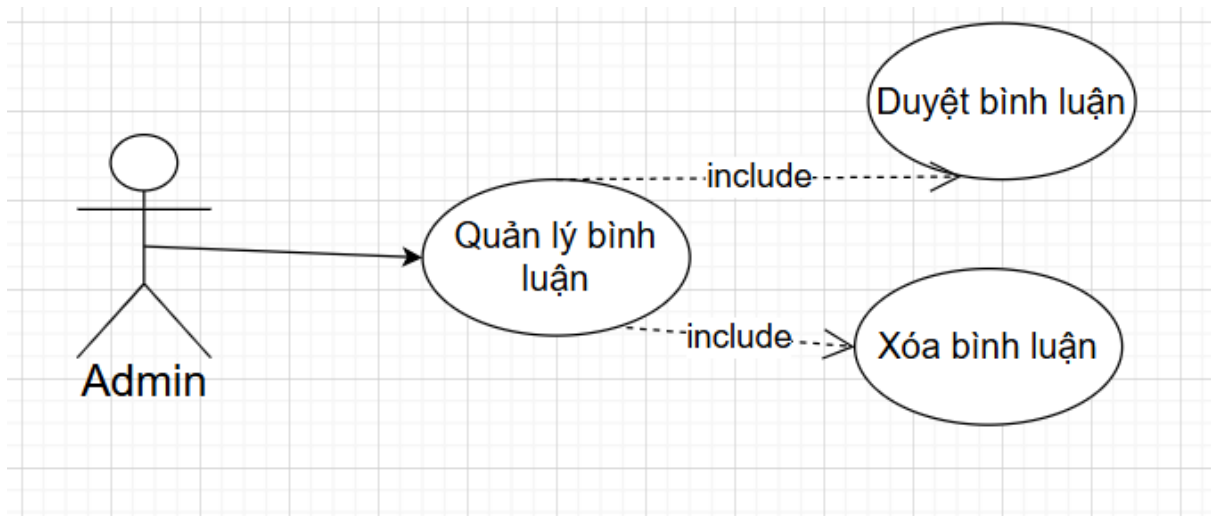 Duyệt bình luận
include
Quản lý bình
luận
include
Xóa bình luận
Admin